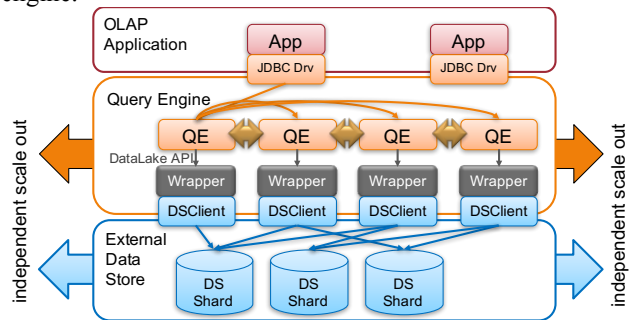 engine.
OLAP
Application
App
App
JDBC Drv
JDBC Drv
Query Engine
QE
QE
QE
QE
DataLake API
Wrapper
Wrapper
Wrapper
Wrapper
DSClient
DSClient
DSClient
DSClient
External
Data
Store
DS
Shard
DS
Shard
DS
Shard
independent scale out
independent scale out